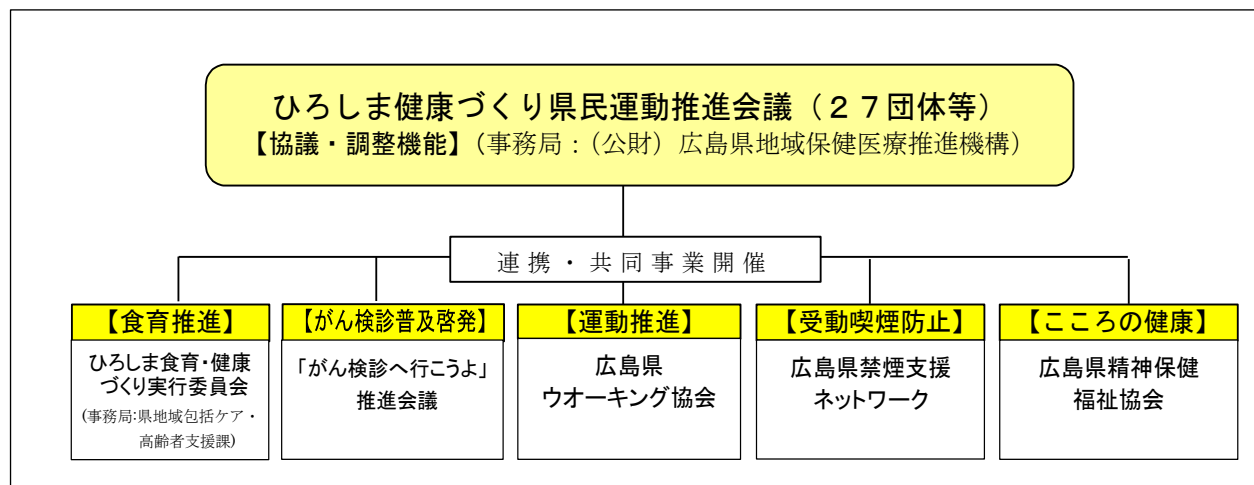 ひろしま健康づくり県民運動推進会議（２７団体等）
【協議・調整機能】（事務局：（公財）広島県地域保健医療推進機構）
連携・共同事業開催
【食育推進】
ひろしま食育・健康
づくり実行委員会
(事務局:県地域包括ケア・
高齢者支援課)
【がん検診普及啓発】
「がん検診へ行こうよ」
推進会議
【運動推進】
広島県
ウオーキング協会
【受動喫煙防止】
広島県禁煙支援
ネットワーク
【こころの健康】
広島県精神保健
福祉協会